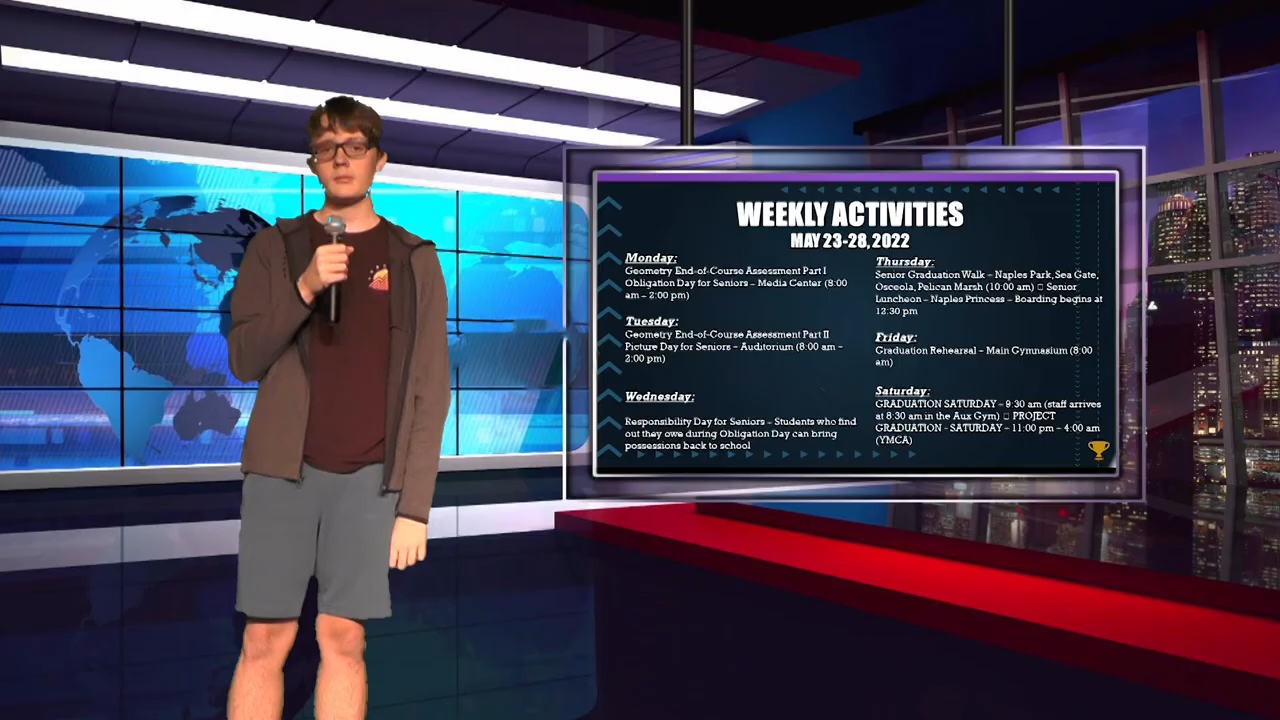 WEEKLY ACTIVITIES
MAY 23-28, 2022
Monday:
Geometry End-of-Course Assessment Part I
Obligation Day for Seniors – Media Center (8:00
am – 2:00 pm)
Tuesday:
Geometry End-of-Course Assessment Part II
Picture Day for Seniors – Auditorium (8:00 am –
2:00 pm)
Wednesday:
Responsibility Day for Seniors – Students who find
out they owe during Obligation Day can bring
possessions back to school
Thursday:
Senior Graduation Walk – Naples Park, Sea Gate,
Osceola, Pelican Marsh (10:00 am) □ Senior
Luncheon – Naples Princess – Boarding begins at
12:30 pm
Friday:
Graduation Rehearsal – Main Gymnasium (8:00
am)
Saturday:
GRADUATION SATURDAY – 9:30 am (staff arrives
at 8:30 am in the Aux Gym) □ PROJECT
GRADUATION - SATURDAY – 11:00 pm – 4:00 am
(YMCA)